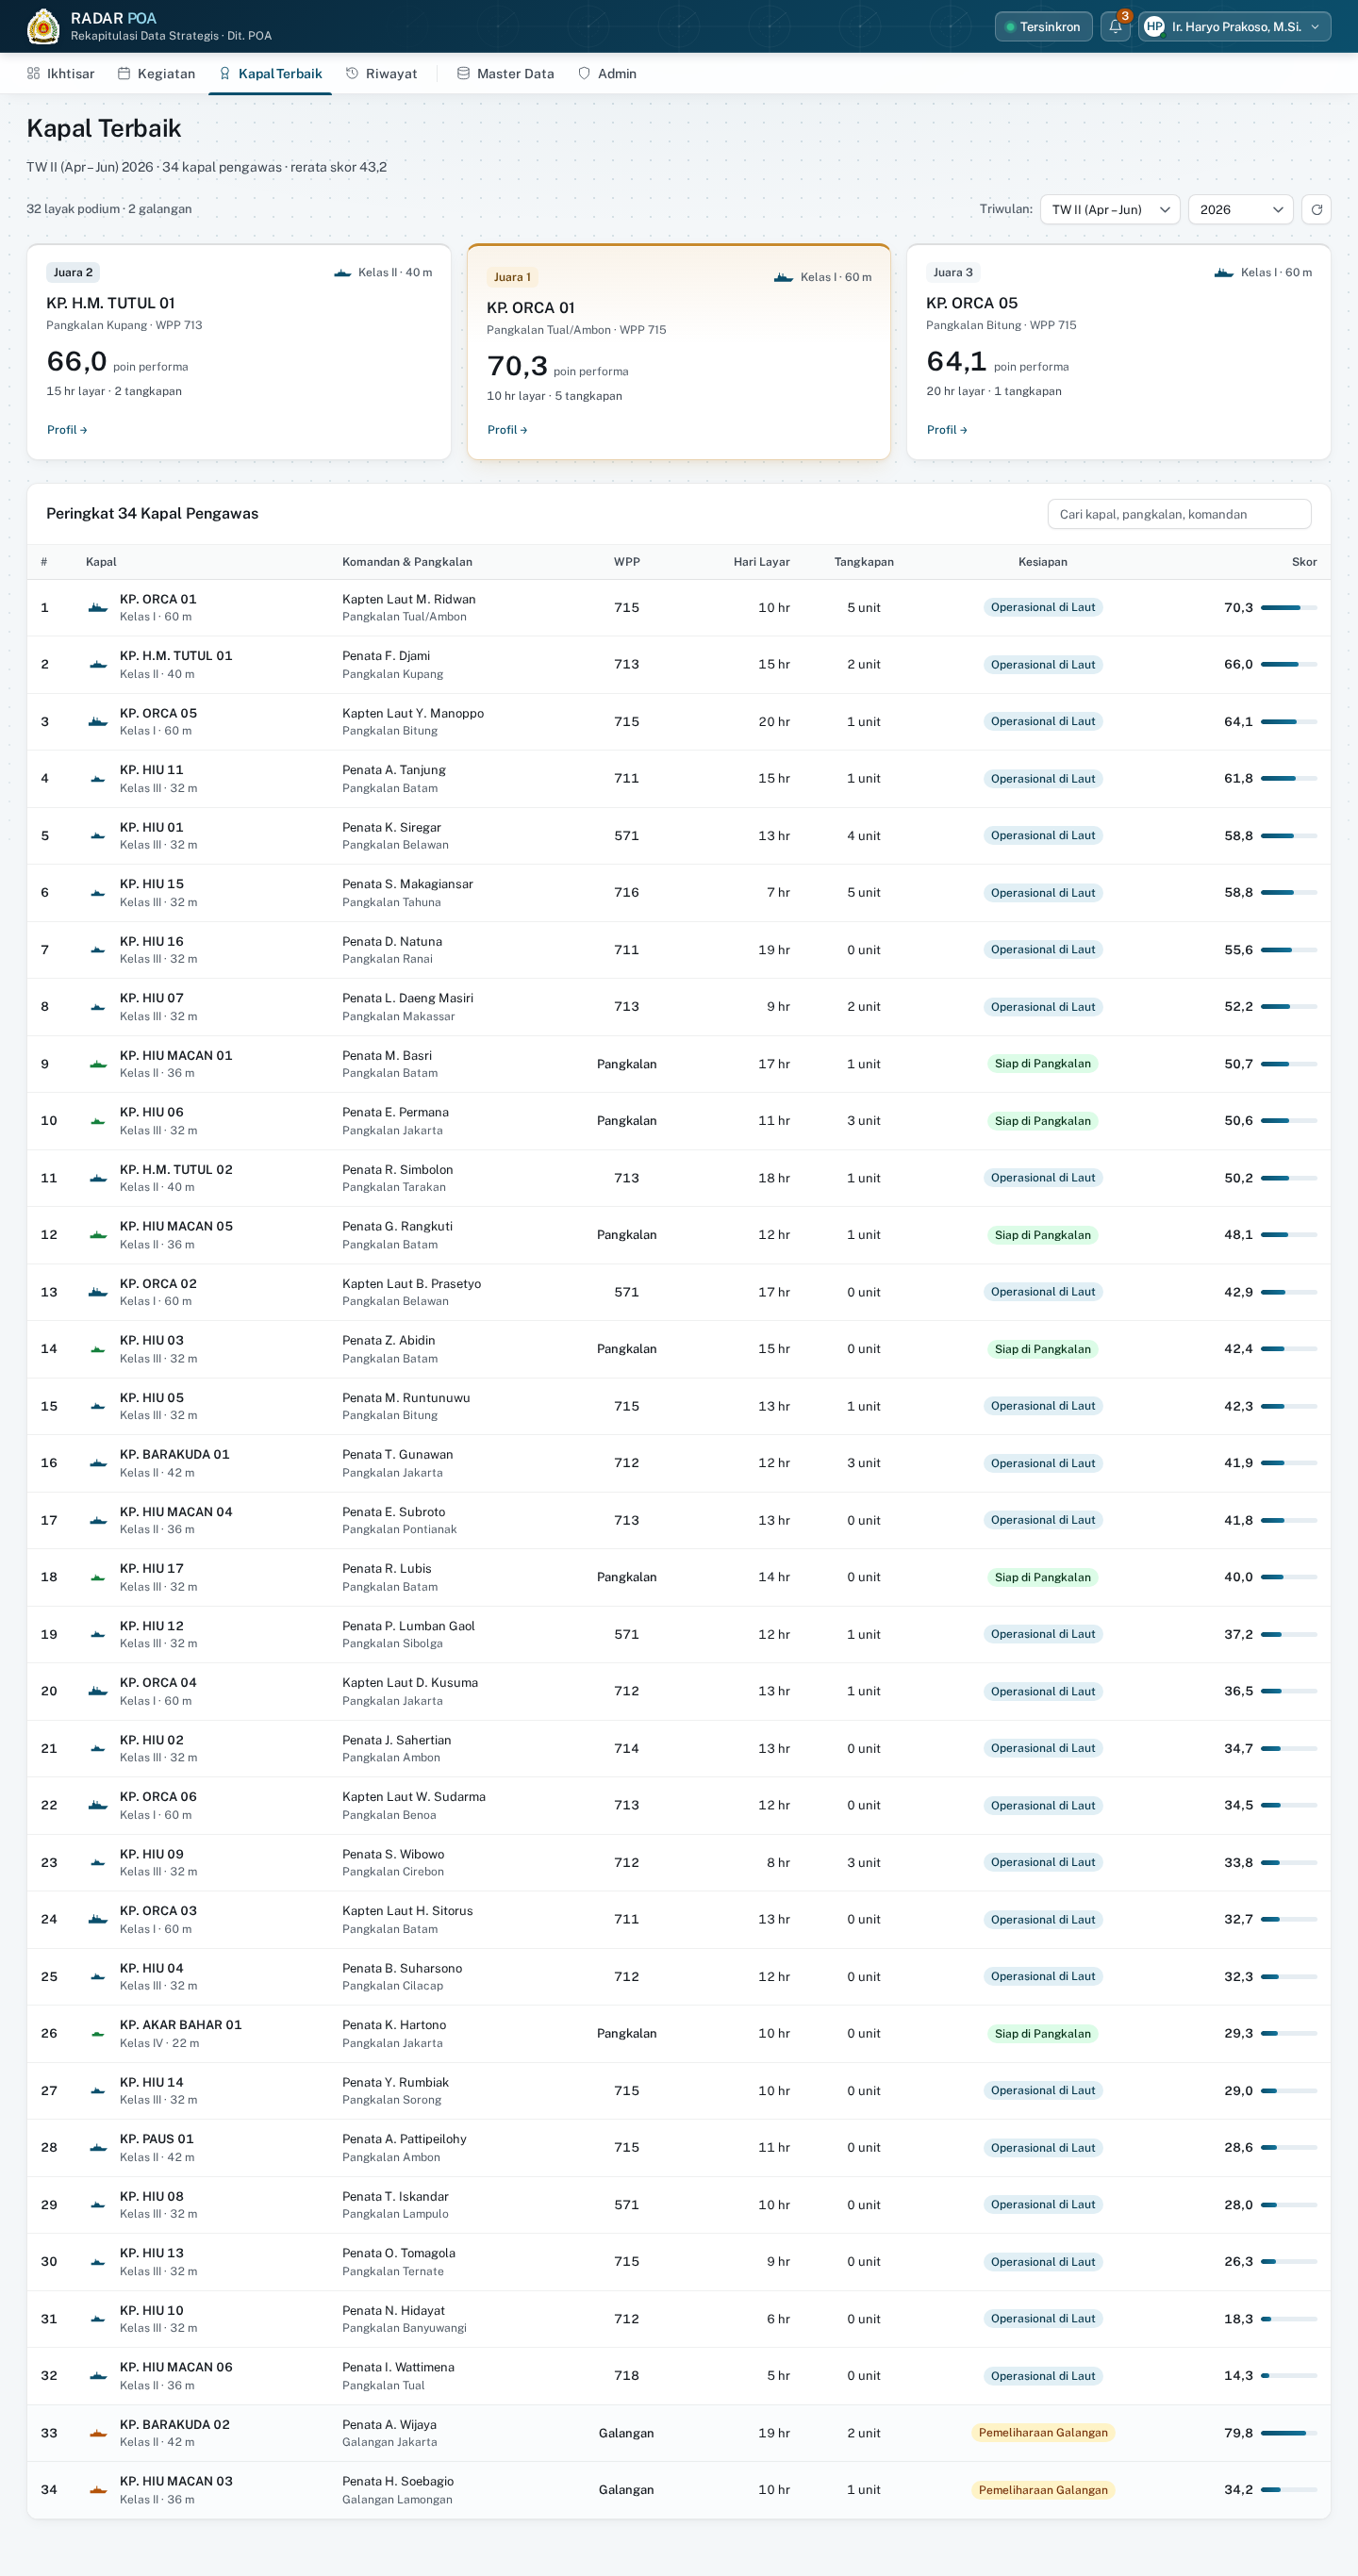 RADAR POA
Rekapitulasi Data Strategis · Dit. POA
Tersinkron
3
HP
Ir. Haryo Prakoso, M.Si.
Ikhtisar
Kegiatan
Kapal Terbaik
Riwayat
Master Data
Admin
Kapal Terbaik
TW II (Apr–Jun) 2026 · 34 kapal pengawas · rerata skor 43,2
32 layak podium · 2 galangan
Triwulan:
TW II (Apr–Jun)
2026
Juara 2
Kelas II · 40 m
KP. H.M. TUTUL 01
Pangkalan Kupang · WPP 713
66,0 poin performa
15 hr layar · 2 tangkapan
Profil →
Juara 1
Kelas I · 60 m
KP. ORCA 01
Pangkalan Tual/Ambon · WPP 715
70,3 poin performa
10 hr layar · 5 tangkapan
Profil →
Juara 3
Kelas I · 60 m
KP. ORCA 05
Pangkalan Bitung · WPP 715
64,1 poin performa
20 hr layar · 1 tangkapan
Profil →
Peringkat 34 Kapal Pengawas
Cari kapal, pangkalan, komandan
# Kapal Komandan & Pangkalan WPP Hari Layar Tangkapan Kesiapan Skor
1 KP. ORCA 01 Kapten Laut M. Ridwan 715 10 hr 5 unit Operasional di Laut 70,3
Kelas I · 60 m Pangkalan Tual/Ambon
2 KP. H.M. TUTUL 01 Penata F. Djami 713 15 hr 2 unit Operasional di Laut 66,0
Kelas II · 40 m Pangkalan Kupang
3 KP. ORCA 05 Kapten Laut Y. Manoppo 715 20 hr 1 unit Operasional di Laut 64,1
Kelas I · 60 m Pangkalan Bitung
4 KP. HIU 11 Penata A. Tanjung 711 15 hr 1 unit Operasional di Laut 61,8
Kelas III · 32 m Pangkalan Batam
5 KP. HIU 01 Penata K. Siregar 571 13 hr 4 unit Operasional di Laut 58,8
Kelas III · 32 m Pangkalan Belawan
6 KP. HIU 15 Penata S. Makagiansar 716 7 hr 5 unit Operasional di Laut 58,8
Kelas III · 32 m Pangkalan Tahuna
7 KP. HIU 16 Penata D. Natuna 711 19 hr 0 unit Operasional di Laut 55,6
Kelas III · 32 m Pangkalan Ranai
8 KP. HIU 07 Penata L. Daeng Masiri 713 9 hr 2 unit Operasional di Laut 52,2
Kelas III · 32 m Pangkalan Makassar
9 KP. HIU MACAN 01 Penata M. Basri Pangkalan 17 hr 1 unit Siap di Pangkalan 50,7
Kelas II · 36 m Pangkalan Batam
10 KP. HIU 06 Penata E. Permana Pangkalan 11 hr 3 unit Siap di Pangkalan 50,6
Kelas III · 32 m Pangkalan Jakarta
11 KP. H.M. TUTUL 02 Penata R. Simbolon 713 18 hr 1 unit Operasional di Laut 50,2
Kelas II · 40 m Pangkalan Tarakan
12 KP. HIU MACAN 05 Penata G. Rangkuti Pangkalan 12 hr 1 unit Siap di Pangkalan 48,1
Kelas II · 36 m Pangkalan Batam
13 KP. ORCA 02 Kapten Laut B. Prasetyo 571 17 hr 0 unit Operasional di Laut 42,9
Kelas I · 60 m Pangkalan Belawan
14 KP. HIU 03 Penata Z. Abidin Pangkalan 15 hr 0 unit Siap di Pangkalan 42,4
Kelas III · 32 m Pangkalan Batam
15 KP. HIU 05 Penata M. Runtunuwu 715 13 hr 1 unit Operasional di Laut 42,3
Kelas III · 32 m Pangkalan Bitung
16 KP. BARAKUDA 01 Penata T. Gunawan 712 12 hr 3 unit Operasional di Laut 41,9
Kelas II · 42 m Pangkalan Jakarta
17 KP. HIU MACAN 04 Penata E. Subroto 713 13 hr 0 unit Operasional di Laut 41,8
Kelas II · 36 m Pangkalan Pontianak
18 KP. HIU 17 Penata R. Lubis Pangkalan 14 hr 0 unit Siap di Pangkalan 40,0
Kelas III · 32 m Pangkalan Batam
19 KP. HIU 12 Penata P. Lumban Gaol 571 12 hr 1 unit Operasional di Laut 37,2
Kelas III · 32 m Pangkalan Sibolga
20 KP. ORCA 04 Kapten Laut D. Kusuma 712 13 hr 1 unit Operasional di Laut 36,5
Kelas I · 60 m Pangkalan Jakarta
21 KP. HIU 02 Penata J. Sahertian 714 13 hr 0 unit Operasional di Laut 34,7
Kelas III · 32 m Pangkalan Ambon
22 KP. ORCA 06 Kapten Laut W. Sudarma 713 12 hr 0 unit Operasional di Laut 34,5
Kelas I · 60 m Pangkalan Benoa
23 KP. HIU 09 Penata S. Wibowo 712 8 hr 3 unit Operasional di Laut 33,8
Kelas III · 32 m Pangkalan Cirebon
24 KP. ORCA 03 Kapten Laut H. Sitorus 711 13 hr 0 unit Operasional di Laut 32,7
Kelas I · 60 m Pangkalan Batam
25 KP. HIU 04 Penata B. Suharsono 712 12 hr 0 unit Operasional di Laut 32,3
Kelas III · 32 m Pangkalan Cilacap
26 KP. AKAR BAHAR 01 Penata K. Hartono Pangkalan 10 hr 0 unit Siap di Pangkalan 29,3
Kelas IV · 22 m Pangkalan Jakarta
27 KP. HIU 14 Penata Y. Rumbiak 715 10 hr 0 unit Operasional di Laut 29,0
Kelas III · 32 m Pangkalan Sorong
28 KP. PAUS 01 Penata A. Pattipeilohy 715 11 hr 0 unit Operasional di Laut 28,6
Kelas II · 42 m Pangkalan Ambon
29 KP. HIU 08 Penata T. Iskandar 571 10 hr 0 unit Operasional di Laut 28,0
Kelas III · 32 m Pangkalan Lampulo
30 KP. HIU 13 Penata O. Tomagola 715 9 hr 0 unit Operasional di Laut 26,3
Kelas III · 32 m Pangkalan Ternate
31 KP. HIU 10 Penata N. Hidayat 712 6 hr 0 unit Operasional di Laut 18,3
Kelas III · 32 m Pangkalan Banyuwangi
32 KP. HIU MACAN 06 Penata I. Wattimena 718 5 hr 0 unit Operasional di Laut 14,3
Kelas II · 36 m Pangkalan Tual
33 KP. BARAKUDA 02 Penata A. Wijaya Galangan 19 hr 2 unit Pemeliharaan Galangan 79,8
Kelas II · 42 m Galangan Jakarta
34 KP. HIU MACAN 03 Penata H. Soebagio Galangan 10 hr 1 unit Pemeliharaan Galangan 34,2
Kelas II · 36 m Galangan Lamongan